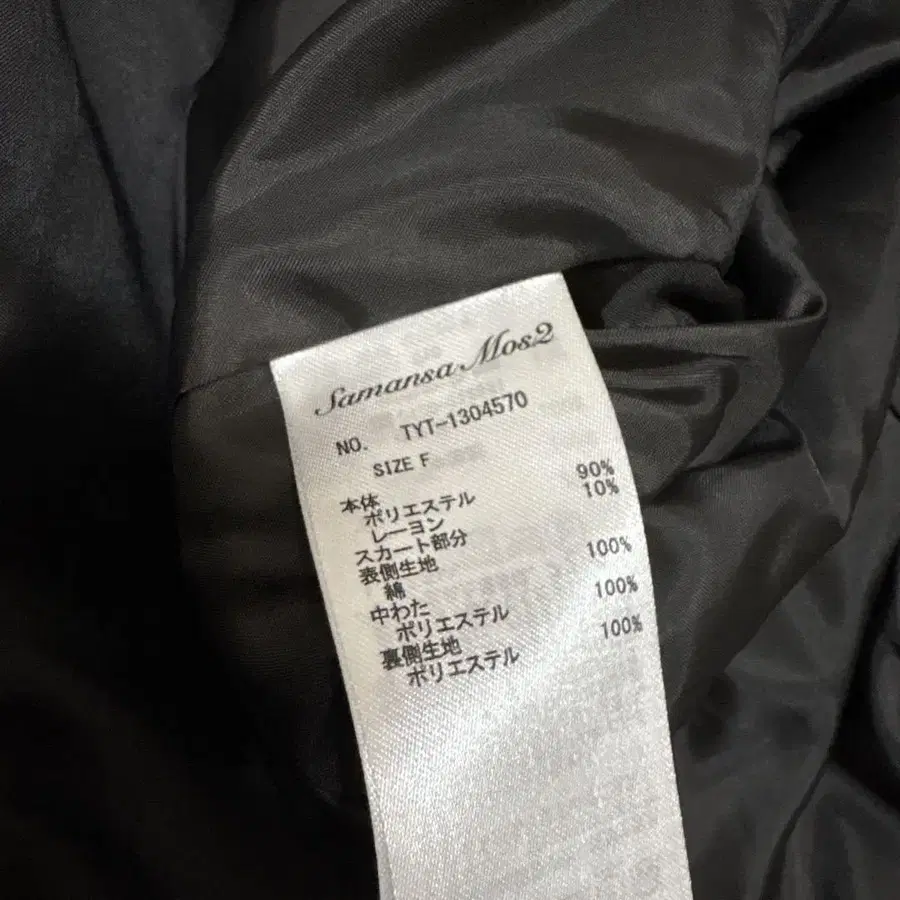 Samansa Mos2
NO. TYT-1304570
SIZE F
本体
ポリエステル 90%
レーヨン 10%
スカート部分
表側生地
綿 100%
中わた
ポリエステル 100%
裏側生地
ポリエステル 100%